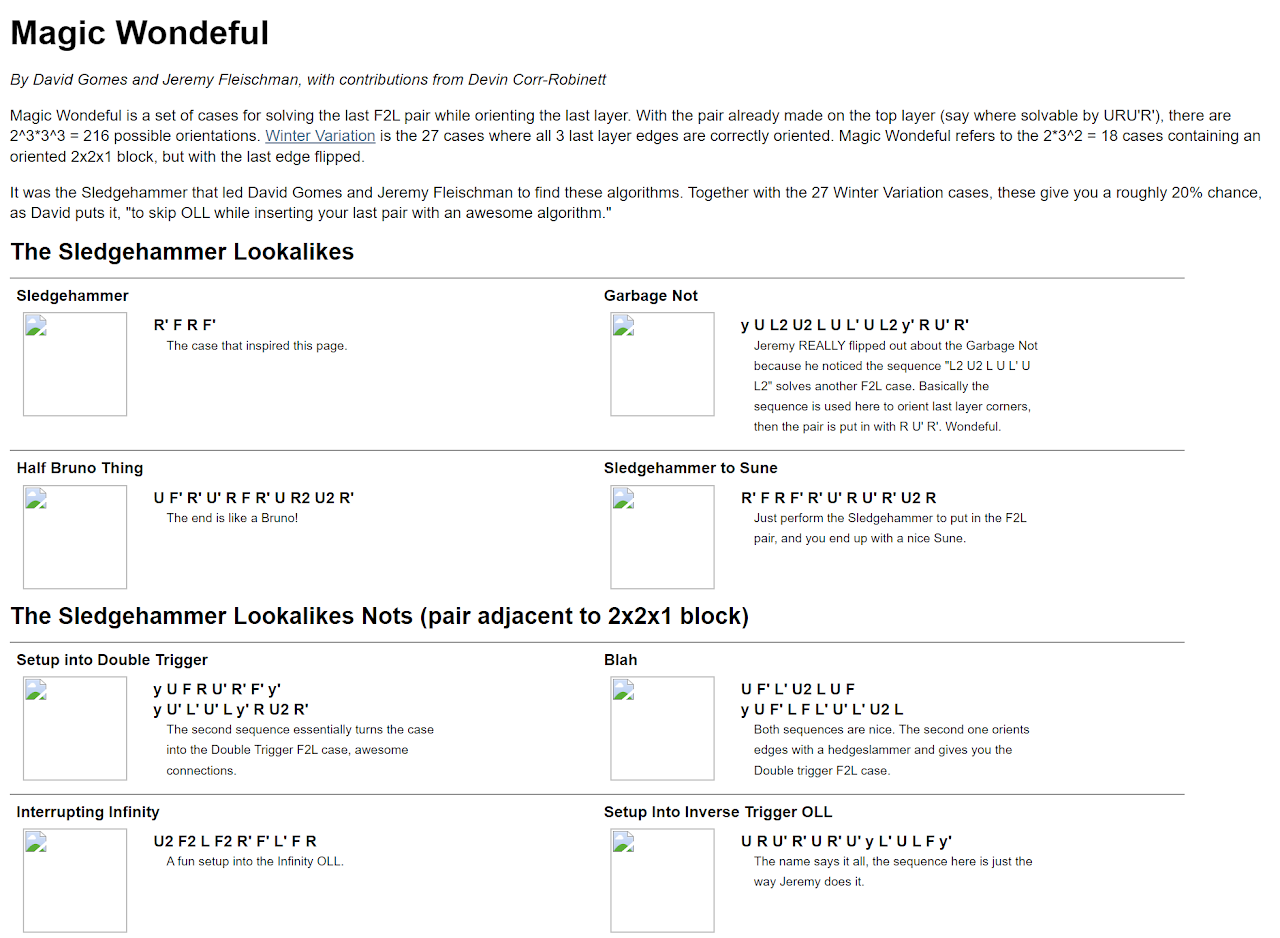 Magic Wondeful
By David Gomes and Jeremy Fleischman, with contributions from Devin Corr-Robinett
Magic Wondeful is a set of cases for solving the last F2L pair while orienting the last layer. With the pair already made on the top layer (say where solvable by URU'R'), there are
2^3*3^3 = 216 possible orientations. Winter Variation is the 27 cases where all 3 last layer edges are correctly oriented. Magic Wondeful refers to the 2*3^2 = 18 cases containing an
oriented 2x2x1 block, but with the last edge flipped.
It was the Sledgehammer that led David Gomes and Jeremy Fleischman to find these algorithms. Together with the 27 Winter Variation cases, these give you a roughly 20% chance,
as David puts it, "to skip OLL while inserting your last pair with an awesome algorithm."
The Sledgehammer Lookalikes
Sledgehammer
R' F R F'
The case that inspired this page.
Garbage Not
y U L2 U2 L U L' U L2 y' R U' R'
Jeremy REALLY flipped out about the Garbage Not
because he noticed the sequence "L2 U2 L U L' U
L2" solves another F2L case. Basically the
sequence is used here to orient last layer corners,
then the pair is put in with R U' R'. Wondeful.
Half Bruno Thing
U F' R' U' R F R' U R2 U2 R'
The end is like a Bruno!
Sledgehammer to Sune
R' F R F' R' U' R U' R' U2 R
Just perform the Sledgehammer to put in the F2L
pair, and you end up with a nice Sune.
The Sledgehammer Lookalikes Nots (pair adjacent to 2x2x1 block)
Setup into Double Trigger
y U F R U' R' F' y'
y U' L' U' L y' R U2 R'
The second sequence essentially turns the case
into the Double Trigger F2L case, awesome
connections.
Blah
U F' L' U2 L U F
y U F' L F L' U' L' U2 L
Both sequences are nice. The second one orients
edges with a hedgeslammer and gives you the
Double trigger F2L case.
Interrupting Infinity
U2 F2 L F2 R' F' L' F R
A fun setup into the Infinity OLL.
Setup Into Inverse Trigger OLL
U R U' R' U R' U' y L' U L F y'
The name says it all, the sequence here is just the
way Jeremy does it.